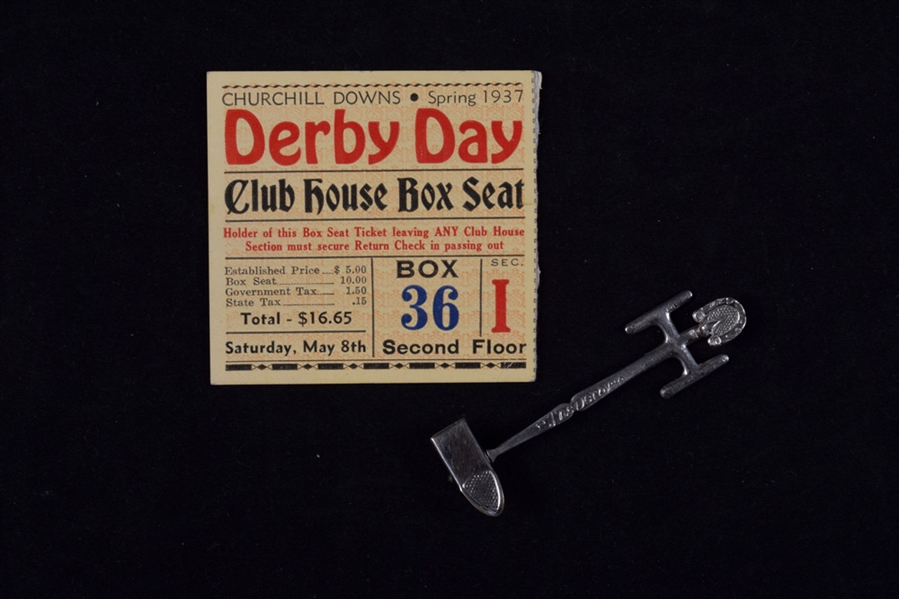 CHURCHILL DOWNS • Spring 1937
Derby Day
Club House Box Seat
Holder of this Box Seat Ticket leaving ANY Club House
Section must secure Return Check in passing out
Established Price $ 5.00
Box Seat 10.00
Government Tax 1.50
State Tax .15
Total - $16.65
Saturday, May 8th
BOX
36
SEC.
I
Second Floor